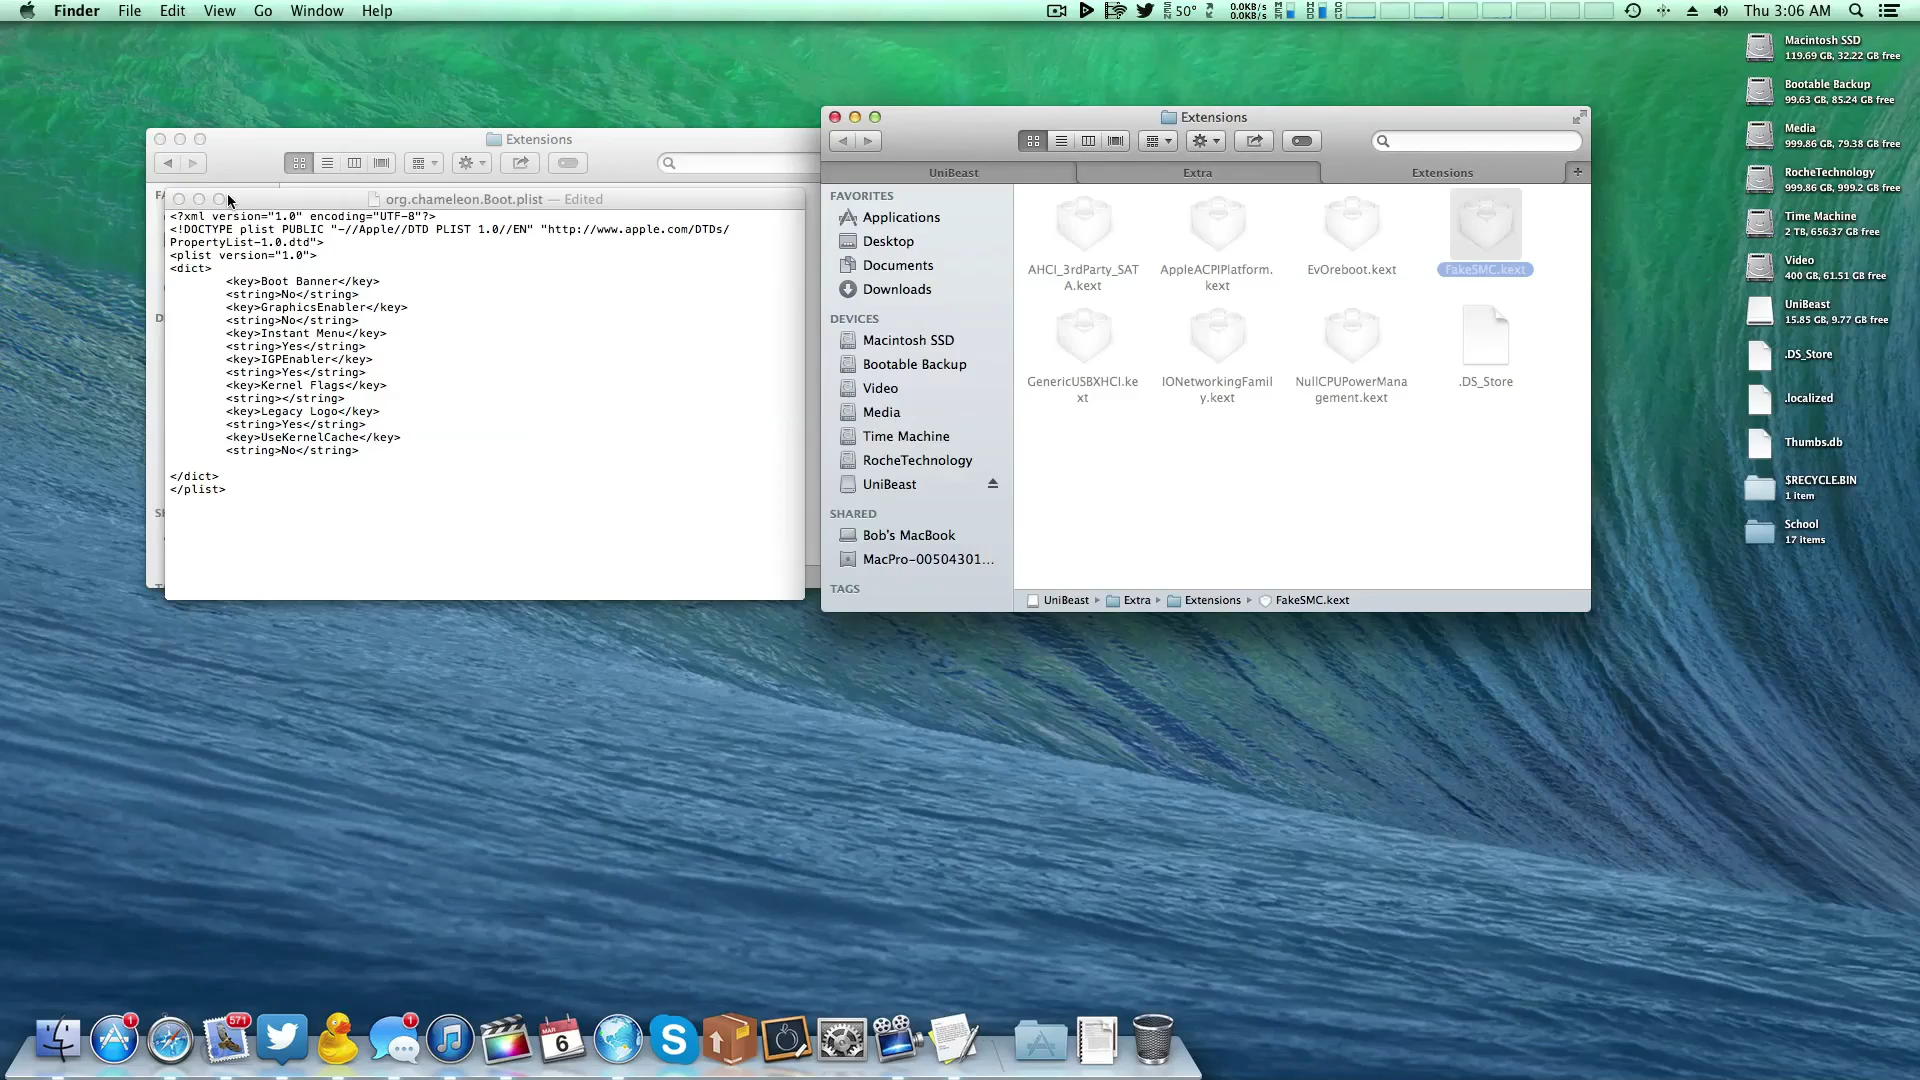 Finder File Edit View Go Window Help
50° 0.0KB/s Thu 3:06 AM
0.0KB/s
Macintosh SSD
119.69 GB, 32.22 GB free
Bootable Backup
99.63 GB, 85.24 GB free
Media
999.86 GB, 79.38 GB free
RocheTechnology
999.86 GB, 999.2 GB free
Time Machine
2 TB, 656.37 GB free
Video
400 GB, 61.51 GB free
UniBeast
15.85 GB, 9.77 GB free
.DS_Store
.localized
Thumbs.db
$RECYCLE.BIN
1 item
School
17 items
Extensions
org.chameleon.Boot.plist — Edited
<?xml version="1.0" encoding="UTF-8"?>
<!DOCTYPE plist PUBLIC "-//Apple//DTD PLIST 1.0//EN" "http://www.apple.com/DTDs/
PropertyList-1.0.dtd">
<plist version="1.0">
<dict>
<key>Boot Banner</key>
<string>No</string>
<key>GraphicsEnabler</key>
<string>No</string>
<key>Instant Menu</key>
<string>Yes</string>
<key>IGPEnabler</key>
<string>Yes</string>
<key>Kernel Flags</key>
<string></string>
<key>Legacy Logo</key>
<string>Yes</string>
<key>UseKernelCache</key>
<string>No</string>
</dict>
</plist>
Extensions
UniBeast Extra Extensions +
FAVORITES
Applications
Desktop
Documents
Downloads
DEVICES
Macintosh SSD
Bootable Backup
Video
Media
Time Machine
RocheTechnology
UniBeast
SHARED
Bob's MacBook
MacPro-00504301...
TAGS
AHCI_3rdParty_SAT
A.kext
AppleACPIPlatform.
kext
EvOreboot.kext
FakeSMC.kext
GenericUSBXHCI.ke
xt
IONetworkingFamil
y.kext
NullCPUPowerMana
gement.kext
.DS_Store
UniBeast Extra Extensions FakeSMC.kext
1
571
1
MAR
6